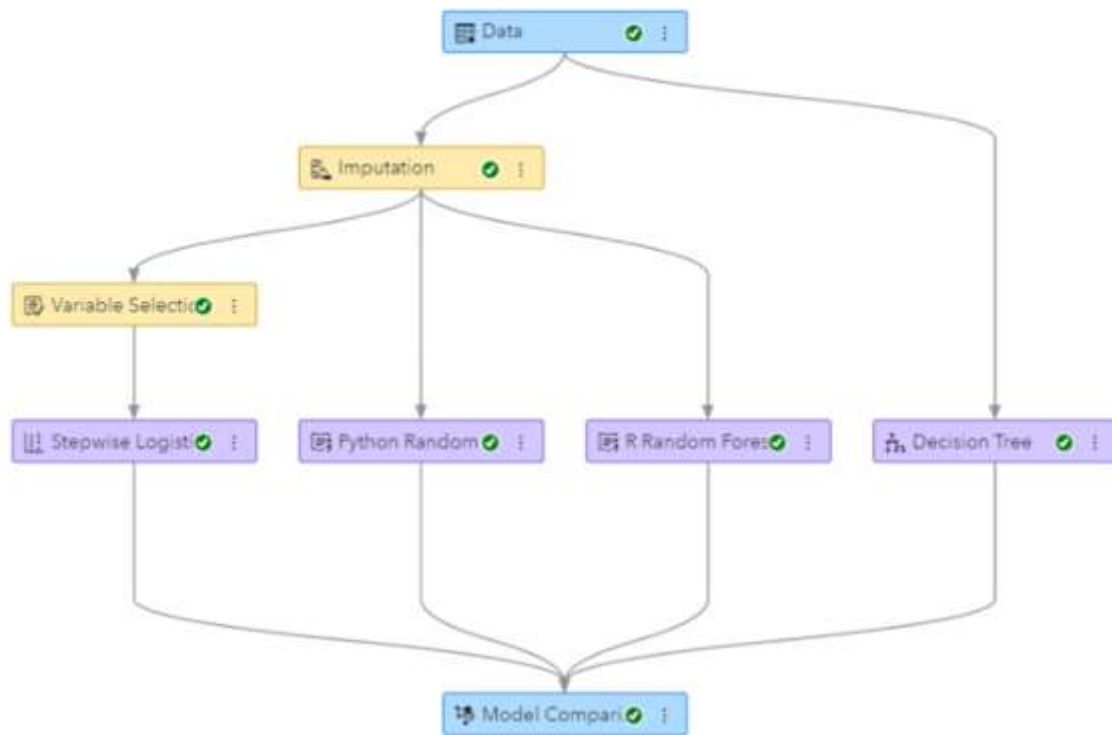 Data
Imputation
Variable Selectio
Stepwise Logisti
Python Random
R Random Fores
Decision Tree
Model Compari